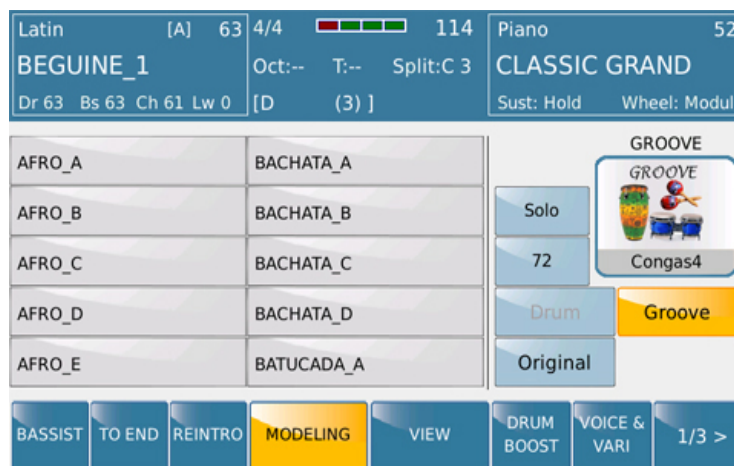 Latin [A] 63
BEGUINE_1
Dr 63 Bs 63 Ch 61 Lw 0
4/4 114
Oct:-- T:-- Split:C 3
[D (3) ]
Piano 52
CLASSIC GRAND
Sust: Hold Wheel: Modul
AFRO_A
AFRO_B
AFRO_C
AFRO_D
AFRO_E
BACHATA_A
BACHATA_B
BACHATA_C
BACHATA_D
BATUCADA_A
Solo
72
Drum
Original
GROOVE
GROOVE
Congas4
Groove
BASSIST
TO END
REINTRO
MODELING
VIEW
DRUM
BOOST
VOICE &
VARI
1/3 >